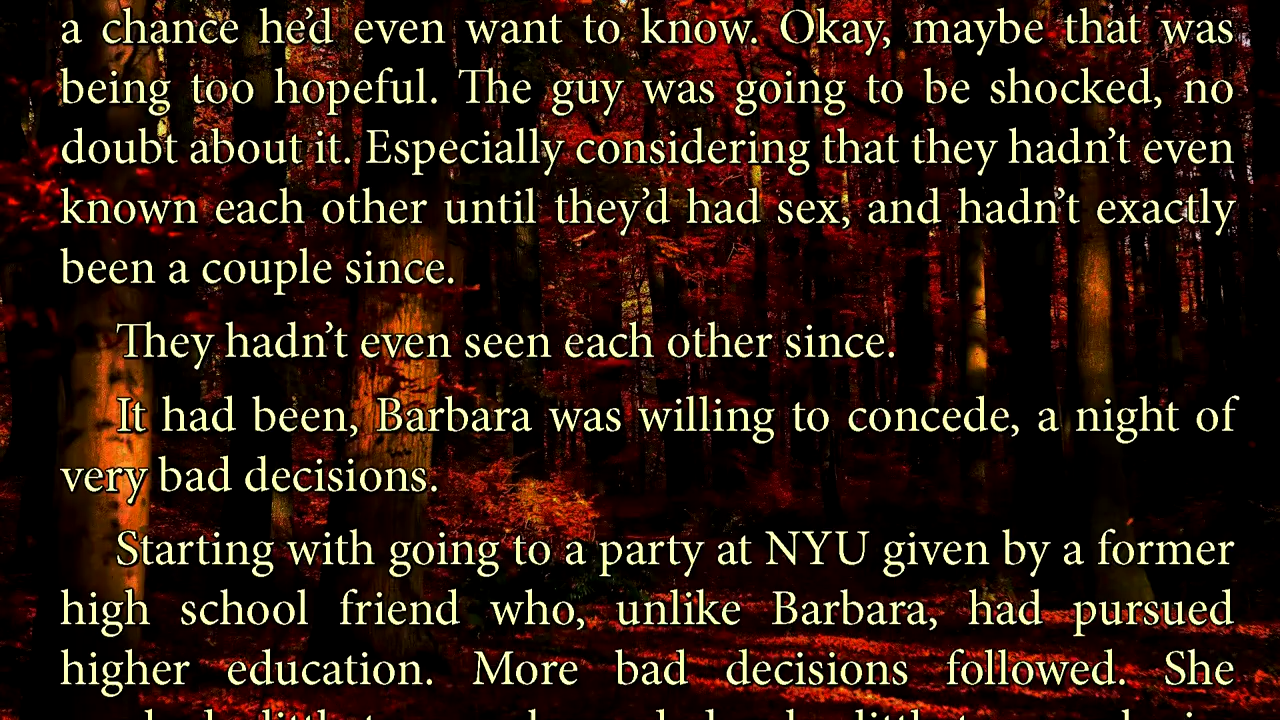 a chance he’d even want to know. Okay, maybe that was
being too hopeful. The guy was going to be shocked, no
doubt about it. Especially considering that they hadn’t even
known each other until they’d had sex, and hadn’t exactly
been a couple since.
They hadn’t even seen each other since.
It had been, Barbara was willing to concede, a night of
very bad decisions.
Starting with going to a party at NYU given by a former
high school friend who, unlike Barbara, had pursued
higher education. More bad decisions followed. She